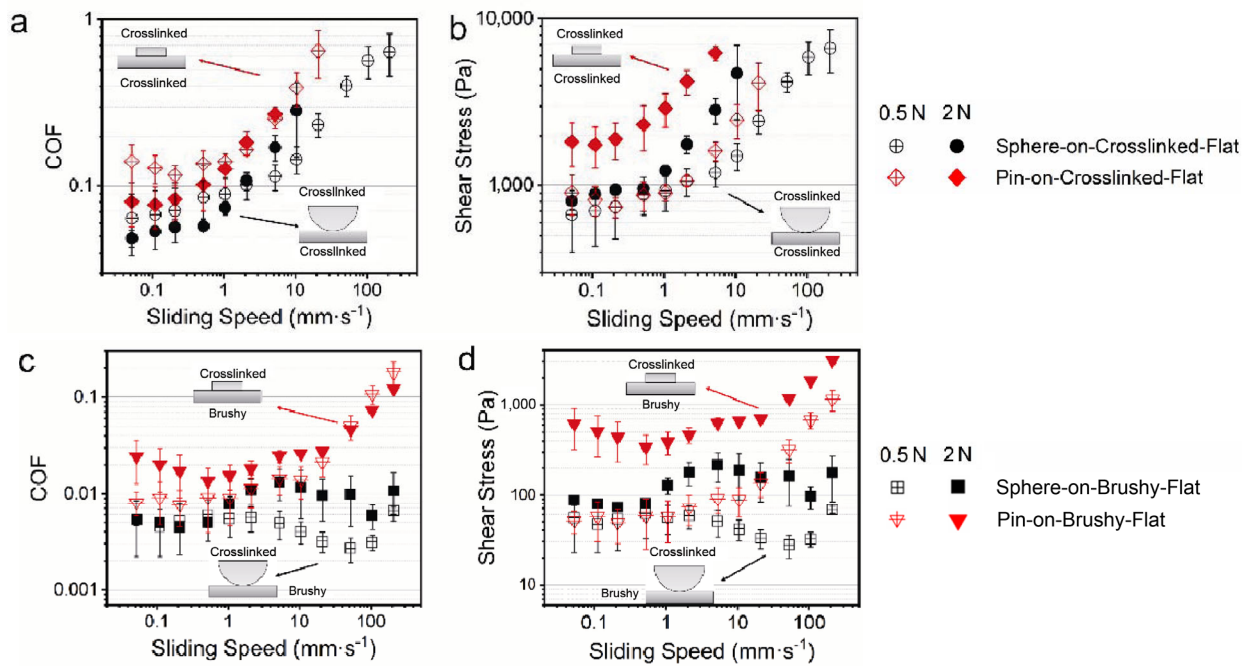 a
1
0.1
COF
Crosslinked
Crosslinked
Crosslinked
Crosslinked
0.1
1
10
100
Sliding Speed (mm·s⁻¹)
b
10,000
1,000
Shear Stress (Pa)
Crosslinked
Crosslinked
Crosslinked
Crosslinked
0.1
1
10
100
Sliding Speed (mm·s⁻¹)
0.5 N 2 N
Sphere-on-Crosslinked-Flat
Pin-on-Crosslinked-Flat
c
0.1
0.01
0.001
COF
Crosslinked
Brushy
Crosslinked
Brushy
0.1
1
10
100
Sliding Speed (mm·s⁻¹)
d
1,000
100
10
Shear Stress (Pa)
Crosslinked
Brushy
Crosslinked
Brushy
0.1
1
10
100
Sliding Speed (mm·s⁻¹)
0.5 N 2 N
Sphere-on-Brushy-Flat
Pin-on-Brushy-Flat